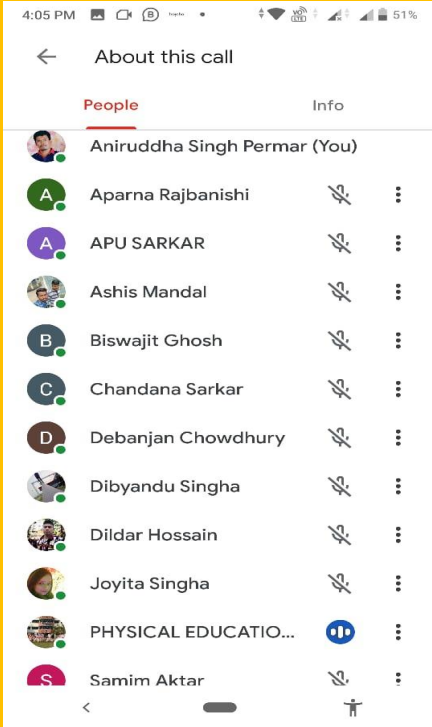 4:05 PM B 51%
About this call
People Info
Aniruddha Singh Permar (You)
A Aparna Rajbanishi
A APU SARKAR
Ashis Mandal
B Biswajit Ghosh
C Chandana Sarkar
D Debanjan Chowdhury
Dibyandu Singha
Dildar Hossain
Joyita Singha
PHYSICAL EDUCATIO...
S Samim Aktar